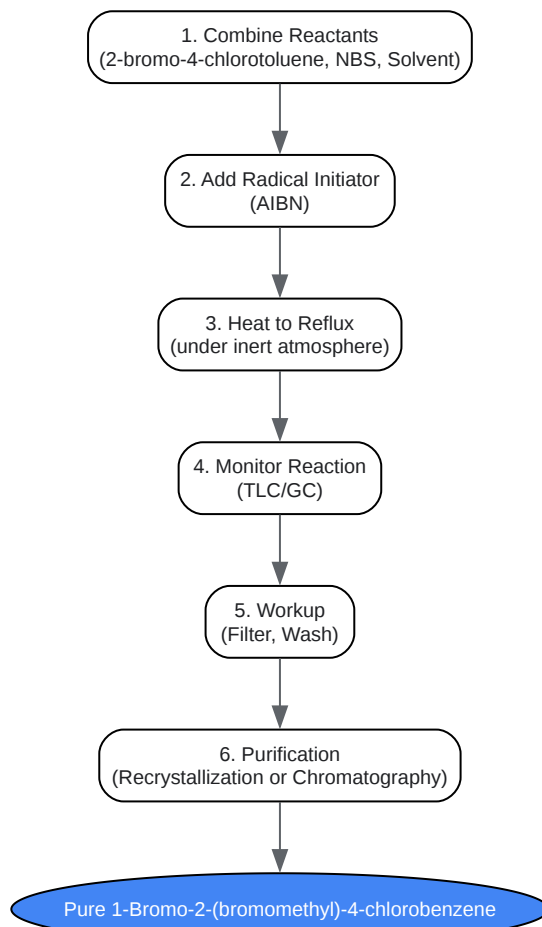 1. Combine Reactants
(2-bromo-4-chlorotoluene, NBS, Solvent)
2. Add Radical Initiator
(AIBN)
3. Heat to Reflux
(under inert atmosphere)
4. Monitor Reaction
(TLC/GC)
5. Workup
(Filter, Wash)
6. Purification
(Recrystallization or Chromatography)
Pure 1-Bromo-2-(bromomethyl)-4-chlorobenzene